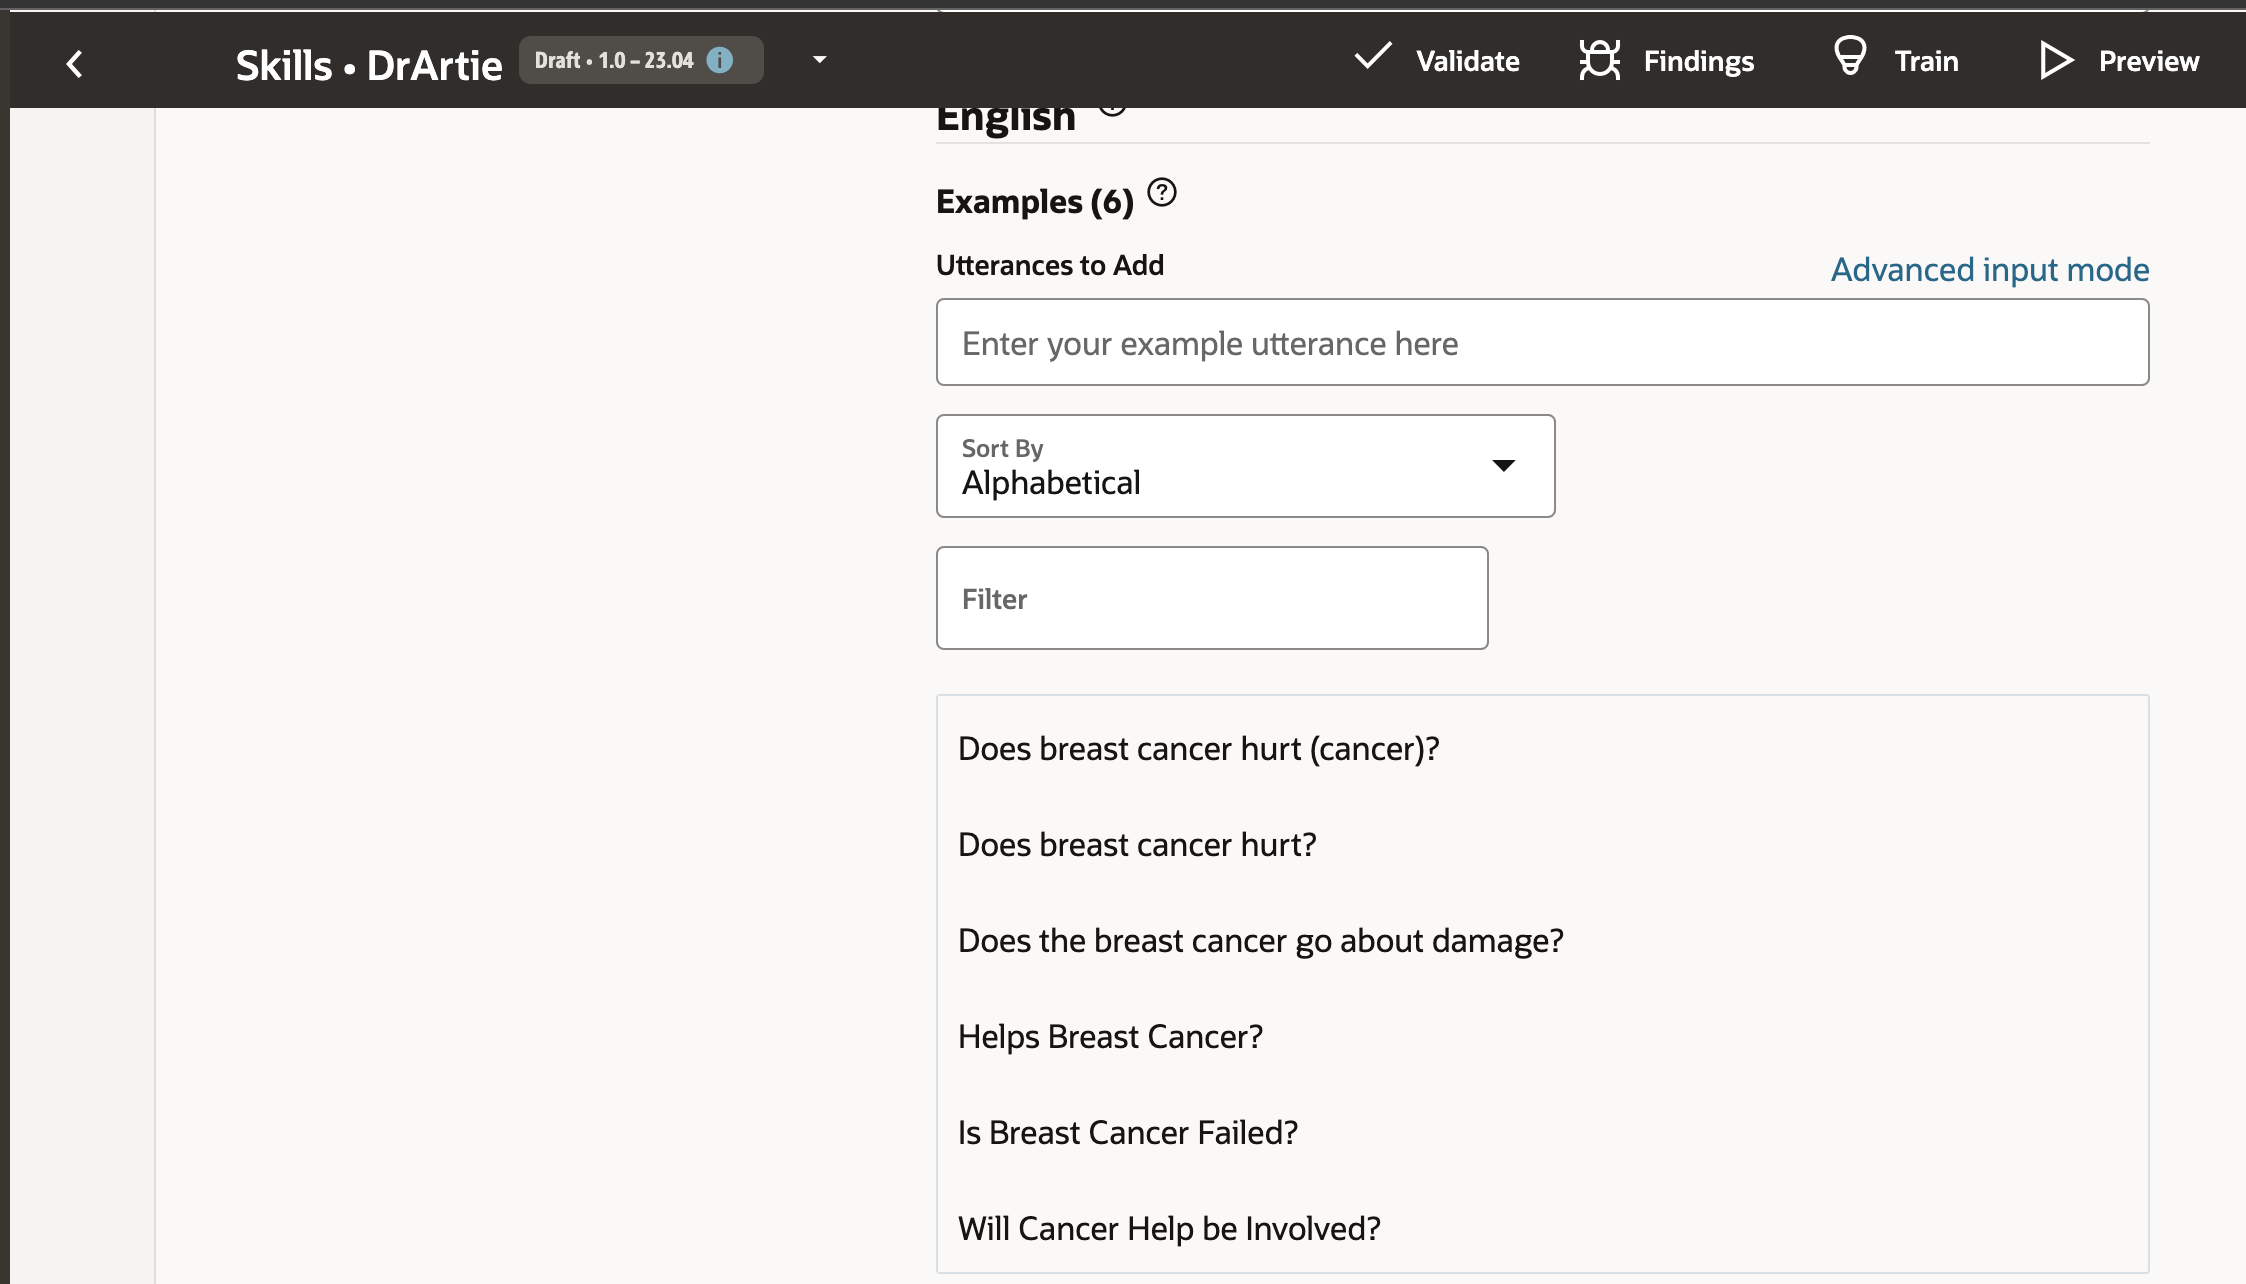 Skills • DrArtie
Draft • 1.0 – 23.04
Validate
Findings
Train
Preview
English
Examples (6)
Utterances to Add
Advanced input mode
Enter your example utterance here
Sort By
Alphabetical
Filter
Does breast cancer hurt (cancer)?
Does breast cancer hurt?
Does the breast cancer go about damage?
Helps Breast Cancer?
Is Breast Cancer Failed?
Will Cancer Help be Involved?